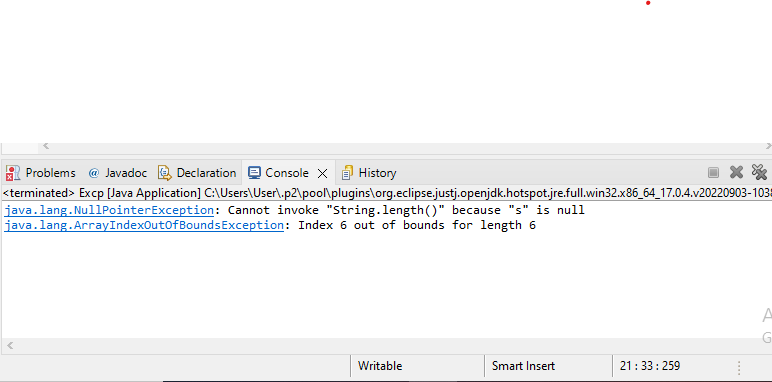 Problems @ Javadoc Declaration Console History
<terminated> Excp [Java Application] C:\Users\User\.p2\pool\plugins\org.eclipse.justj.openjdk.hotspot.jre.full.win32.x86_64_17.0.4.v20220903-1038
java.lang.NullPointerException: Cannot invoke "String.length()" because "s" is null
java.lang.ArrayIndexOutOfBoundsException: Index 6 out of bounds for length 6
Writable Smart Insert 21 : 33 : 259